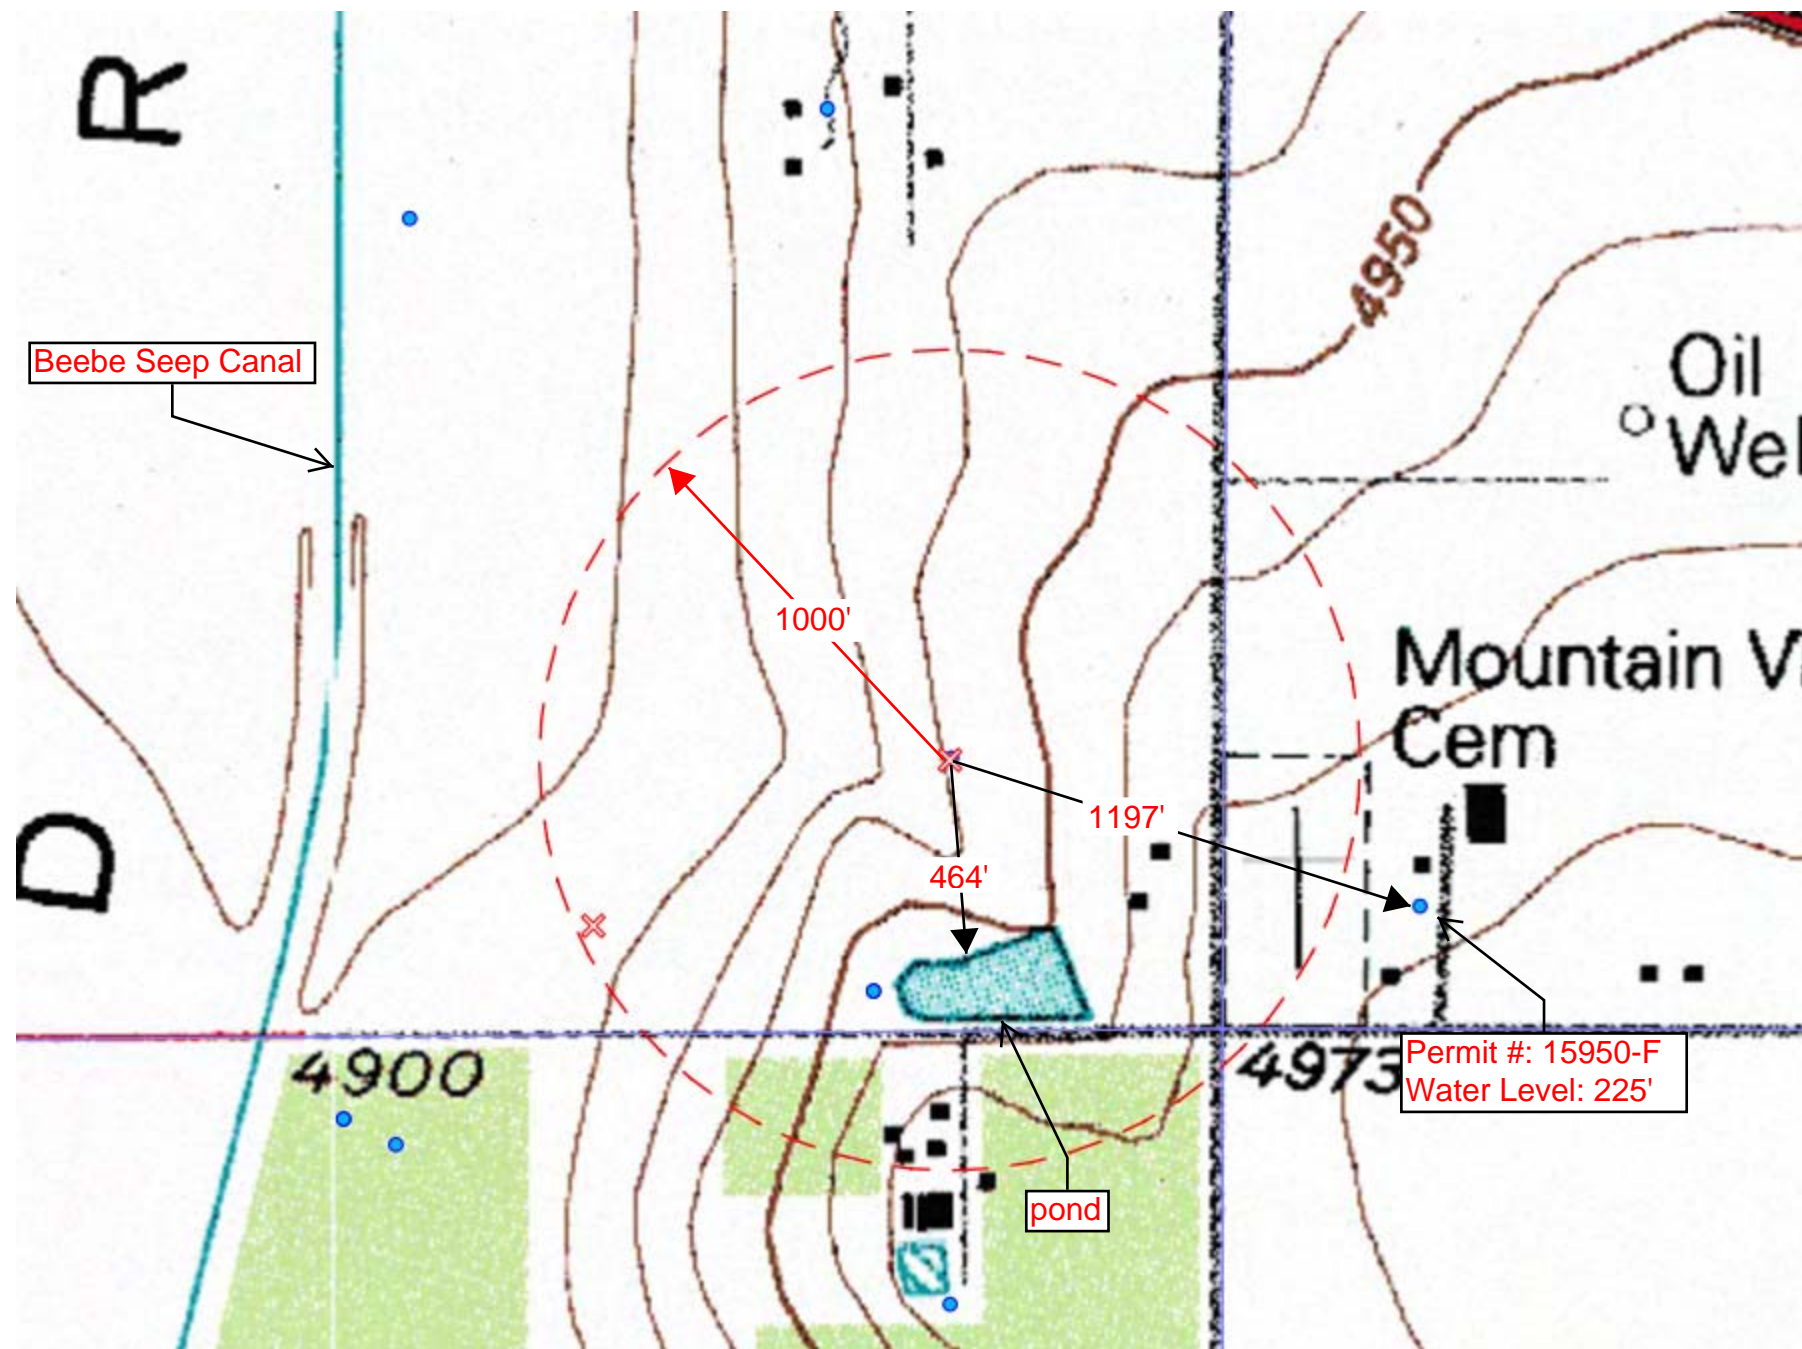 R
4950
Oil
Wel
Beebe Seep Canal
1000'
Mountain V
Cem
1197'
464'
D
4900
4973
Permit #: 15950-F
Water Level: 225'
pond